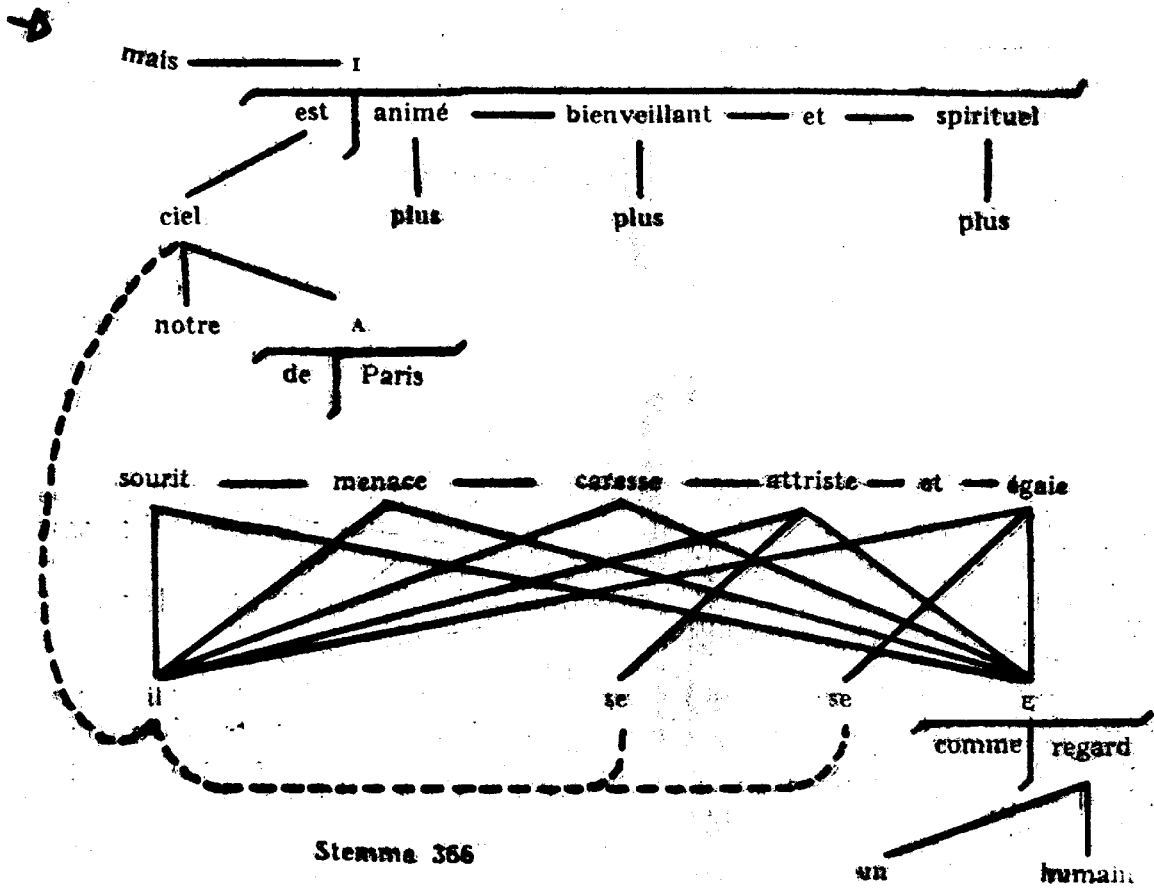 mais I
est animé bienveillant et spirituel
ciel plus plus plus
notre A
de Paris
sourit menace caresse attriste et égaie
il se se E
comme regard
un humain
Stemma 366